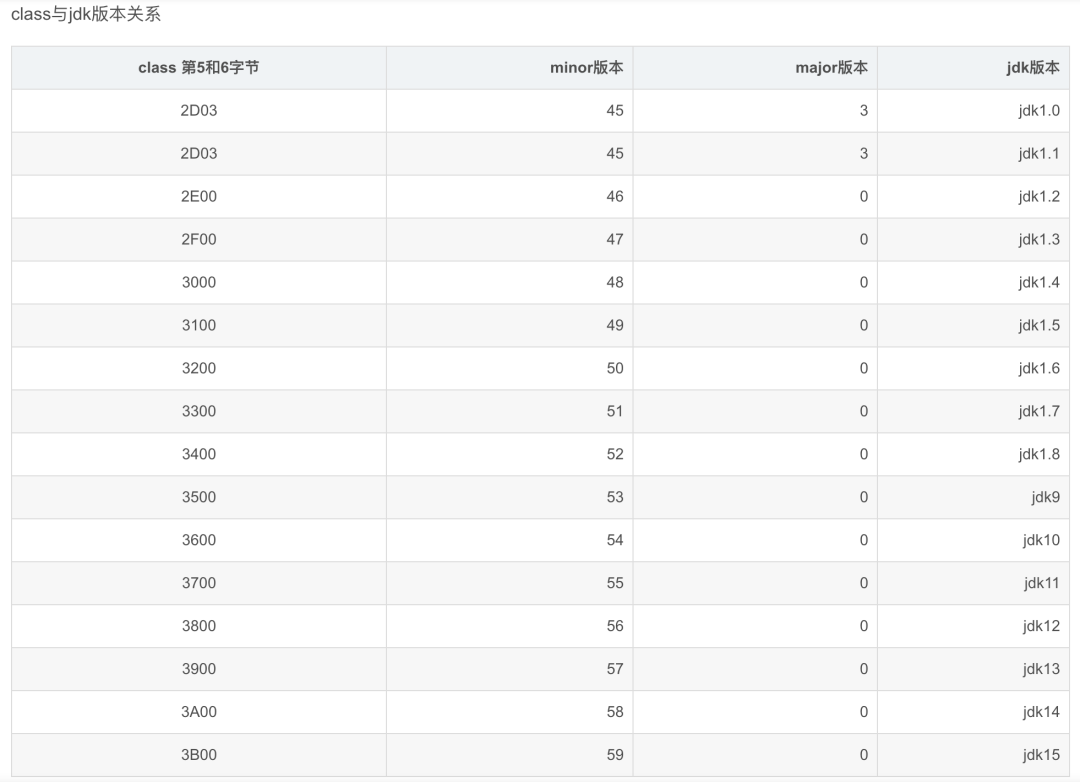 class与jdk版本关系
class 第5和6字节 minor版本 major版本 jdk版本
2D03 45 3 jdk1.0
2D03 45 3 jdk1.1
2E00 46 0 jdk1.2
2F00 47 0 jdk1.3
3000 48 0 jdk1.4
3100 49 0 jdk1.5
3200 50 0 jdk1.6
3300 51 0 jdk1.7
3400 52 0 jdk1.8
3500 53 0 jdk9
3600 54 0 jdk10
3700 55 0 jdk11
3800 56 0 jdk12
3900 57 0 jdk13
3A00 58 0 jdk14
3B00 59 0 jdk15